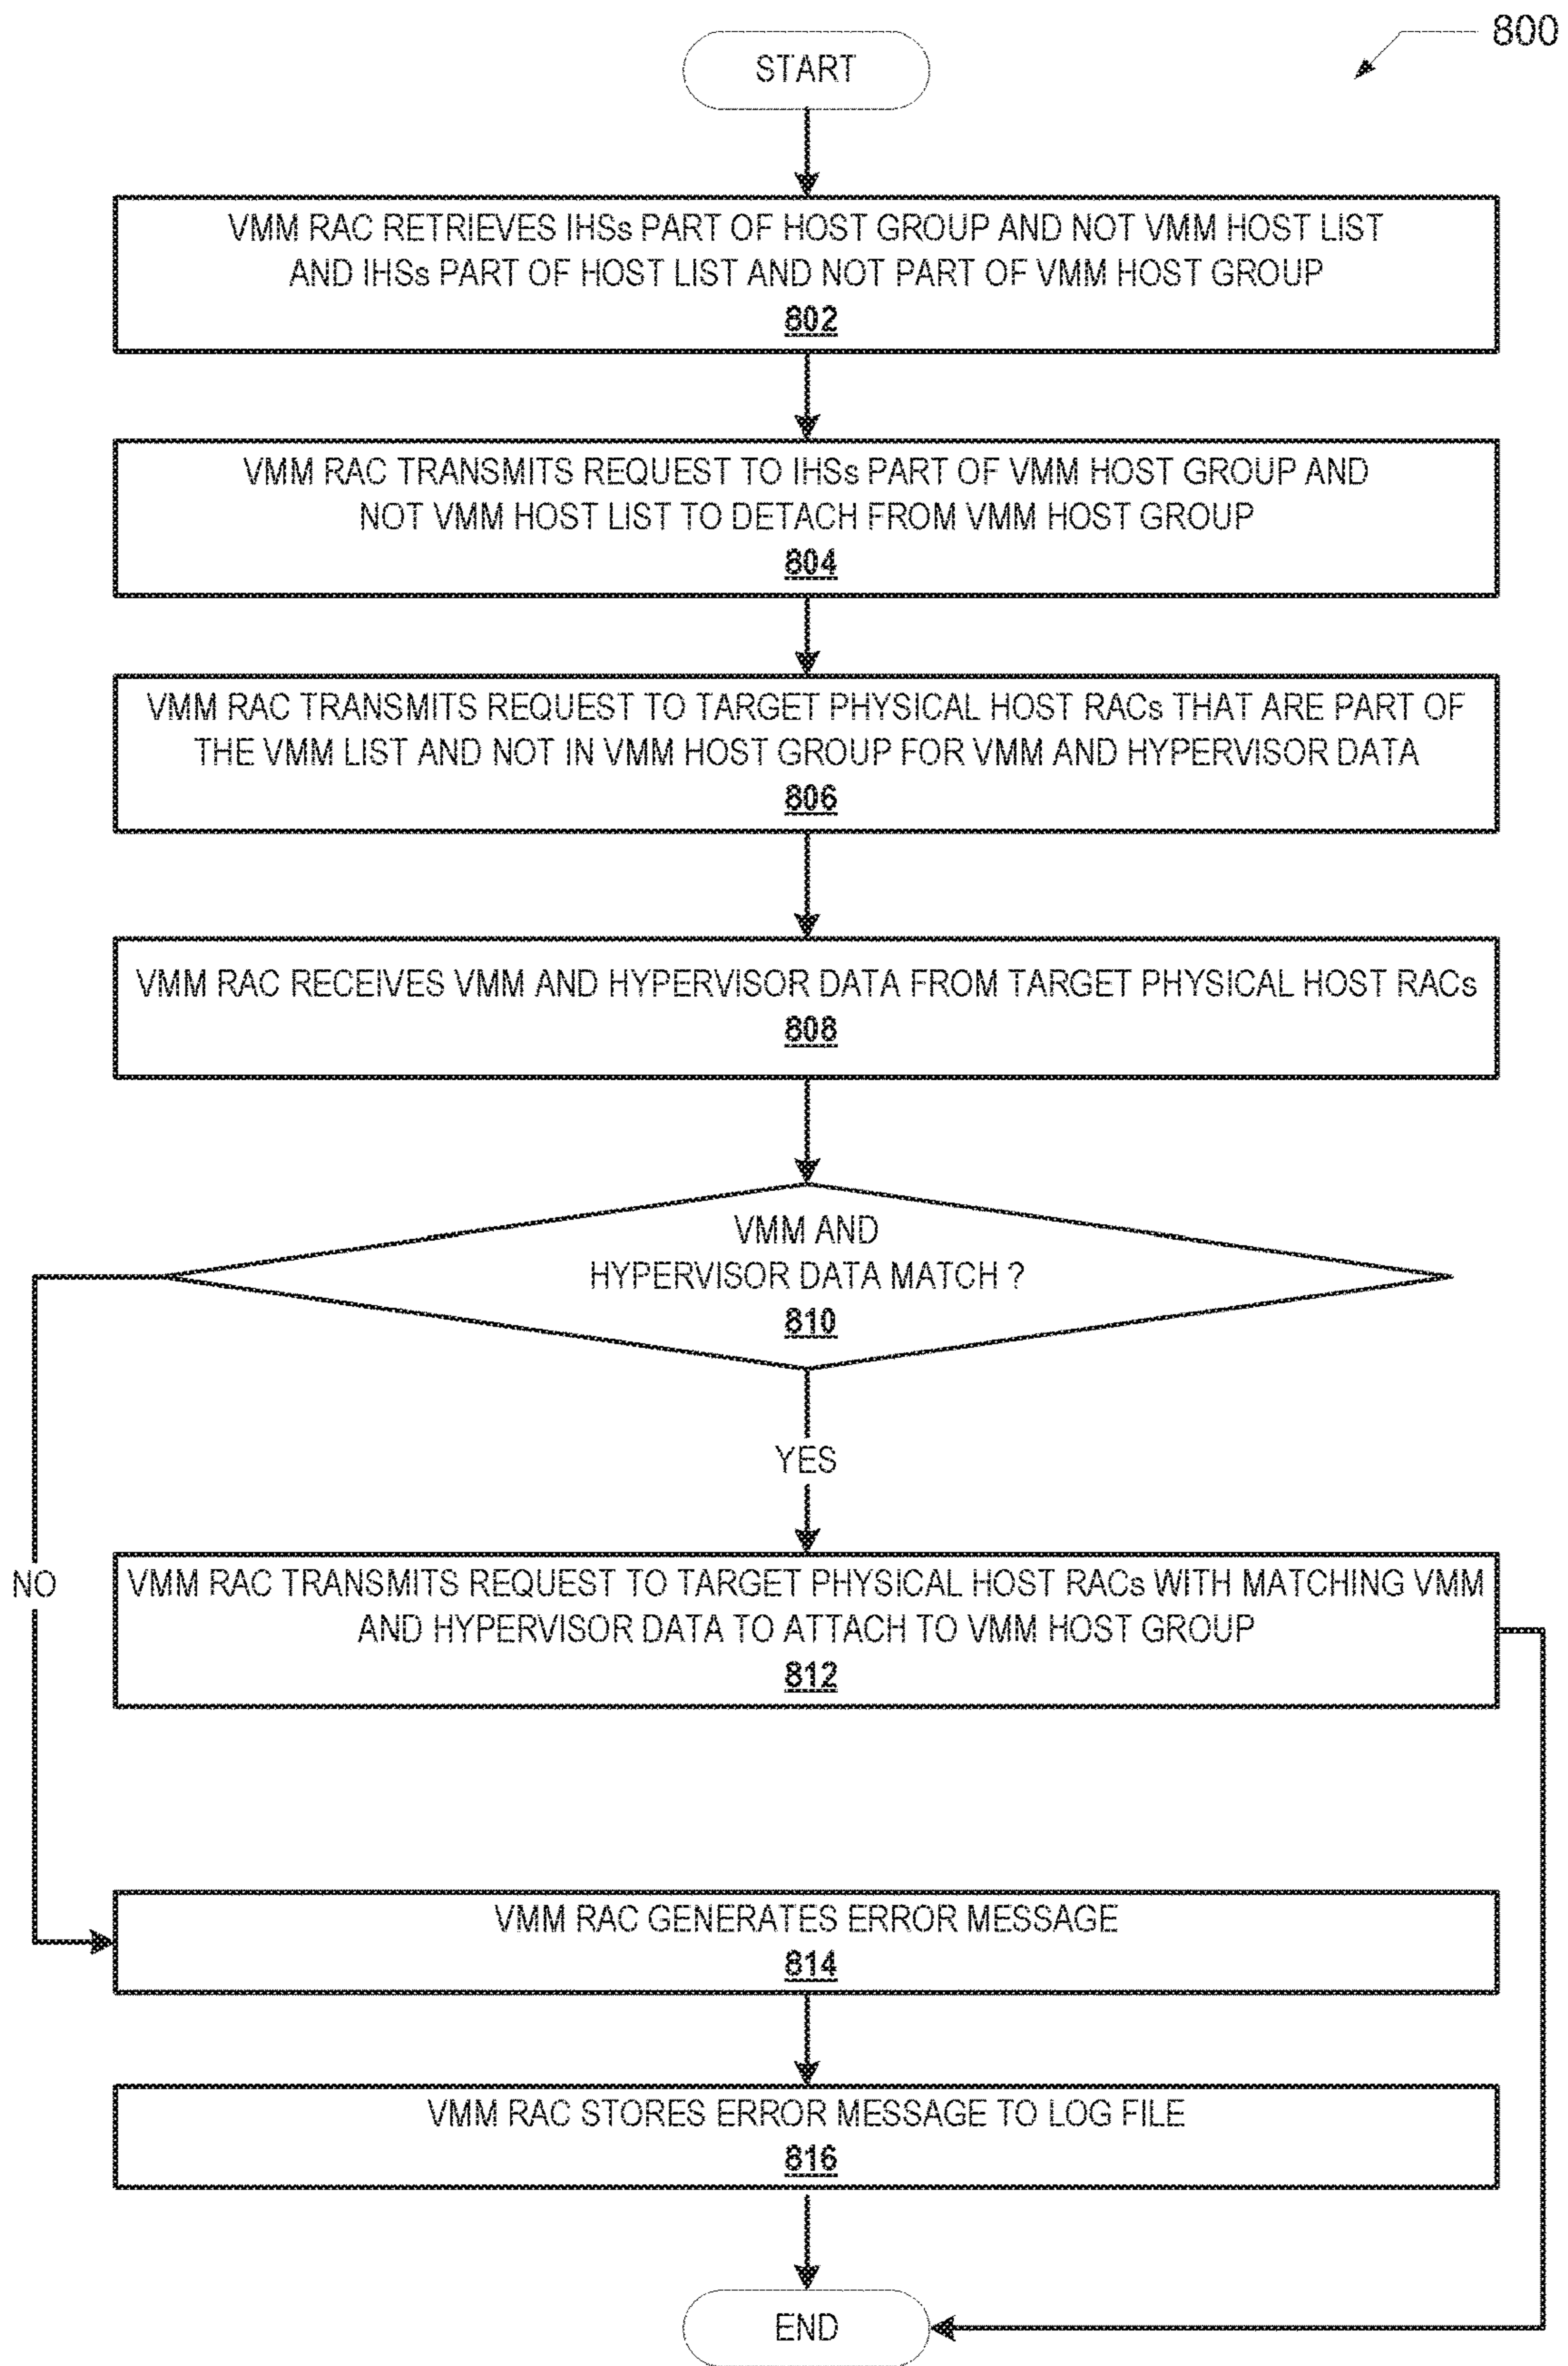 800
START
VMM RAC RETRIEVES IHSs PART OF HOST GROUP AND NOT VMM HOST LIST
AND IHSs PART OF HOST LIST AND NOT PART OF VMM HOST GROUP
802
VMM RAC TRANSMITS REQUEST TO IHSs PART OF VMM HOST GROUP AND
NOT VMM HOST LIST TO DETACH FROM VMM HOST GROUP
804
VMM RAC TRANSMITS REQUEST TO TARGET PHYSICAL HOST RACs THAT ARE PART OF
THE VMM LIST AND NOT IN VMM HOST GROUP FOR VMM AND HYPERVISOR DATA
806
VMM RAC RECEIVES VMM AND HYPERVISOR DATA FROM TARGET PHYSICAL HOST RACs
808
VMM AND
HYPERVISOR DATA MATCH ?
810
YES
NO
VMM RAC TRANSMITS REQUEST TO TARGET PHYSICAL HOST RACs WITH MATCHING VMM
AND HYPERVISOR DATA TO ATTACH TO VMM HOST GROUP
812
VMM RAC GENERATES ERROR MESSAGE
814
VMM RAC STORES ERROR MESSAGE TO LOG FILE
816
END